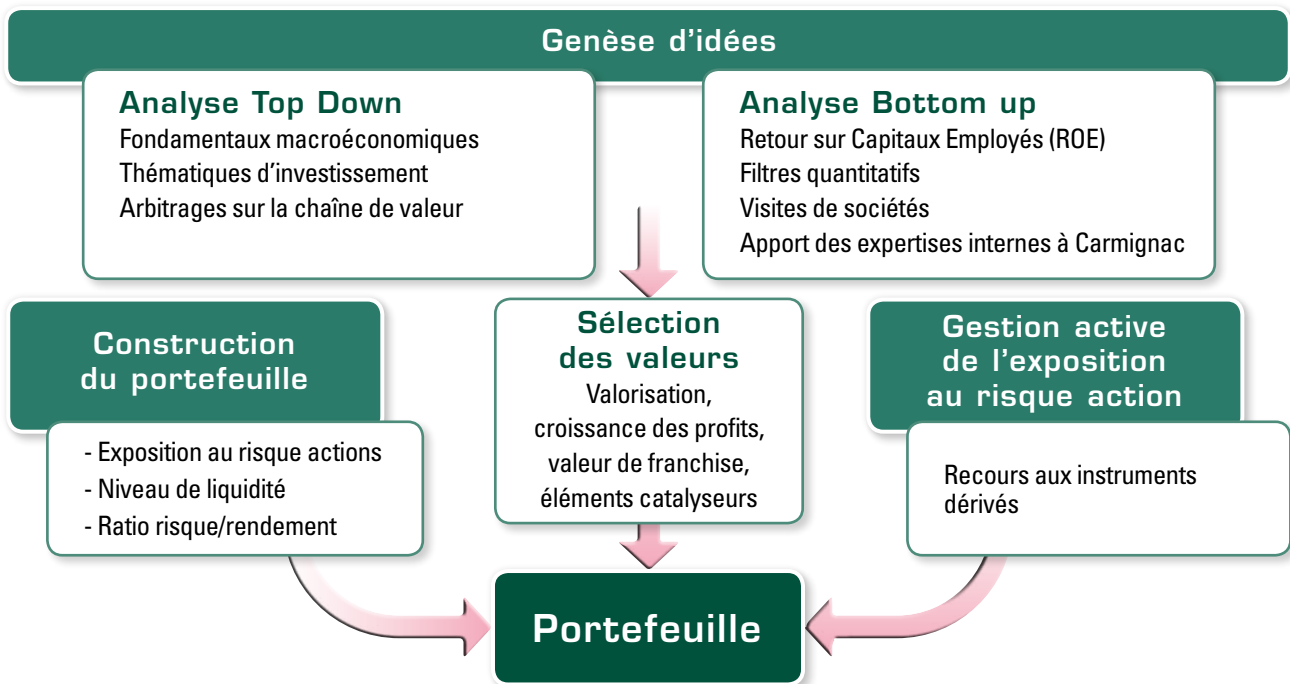 Genèse d'idées
Analyse Top Down
Fondamentaux macroéconomiques
Thématiques d'investissement
Arbitrages sur la chaîne de valeur
Analyse Bottom up
Retour sur Capitaux Employés (ROE)
Filtres quantitatifs
Visites de sociétés
Apport des expertises internes à Carmignac
Construction
du portefeuille
- Exposition au risque actions
- Niveau de liquidité
- Ratio risque/rendement
Sélection
des valeurs
Valorisation,
croissance des profits,
valeur de franchise,
éléments catalyseurs
Gestion active
de l'exposition
au risque action
Recours aux instruments
dérivés
Portefeuille